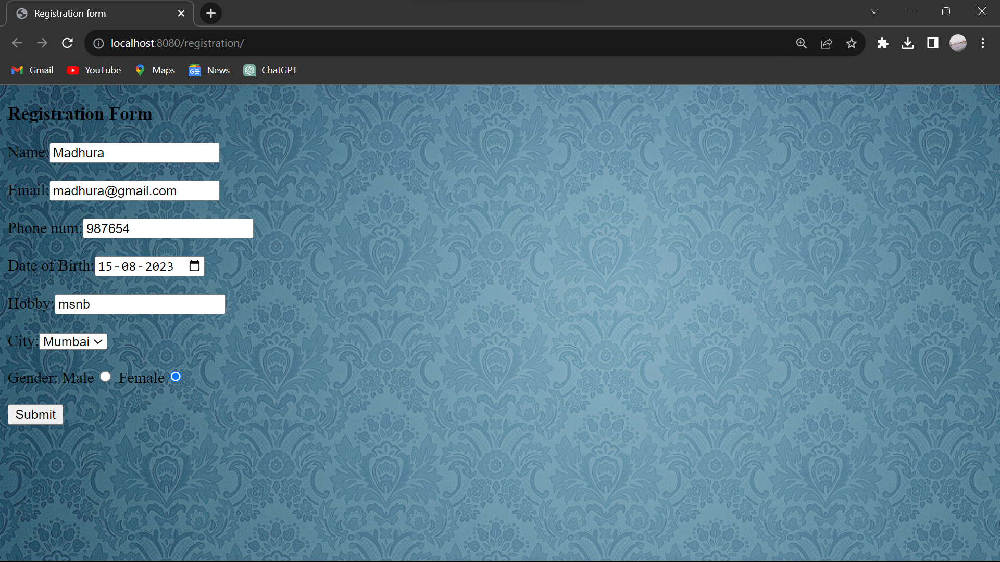 Registration form
localhost:8080/registration/
Gmail YouTube Maps News ChatGPT
Registration Form
Name: Madhura
Email: madhura@gmail.com
Phone num: 987654
Date of Birth: 15-08-2023
Hobby: msnb
City: Mumbai
Gender: Male Female
Submit